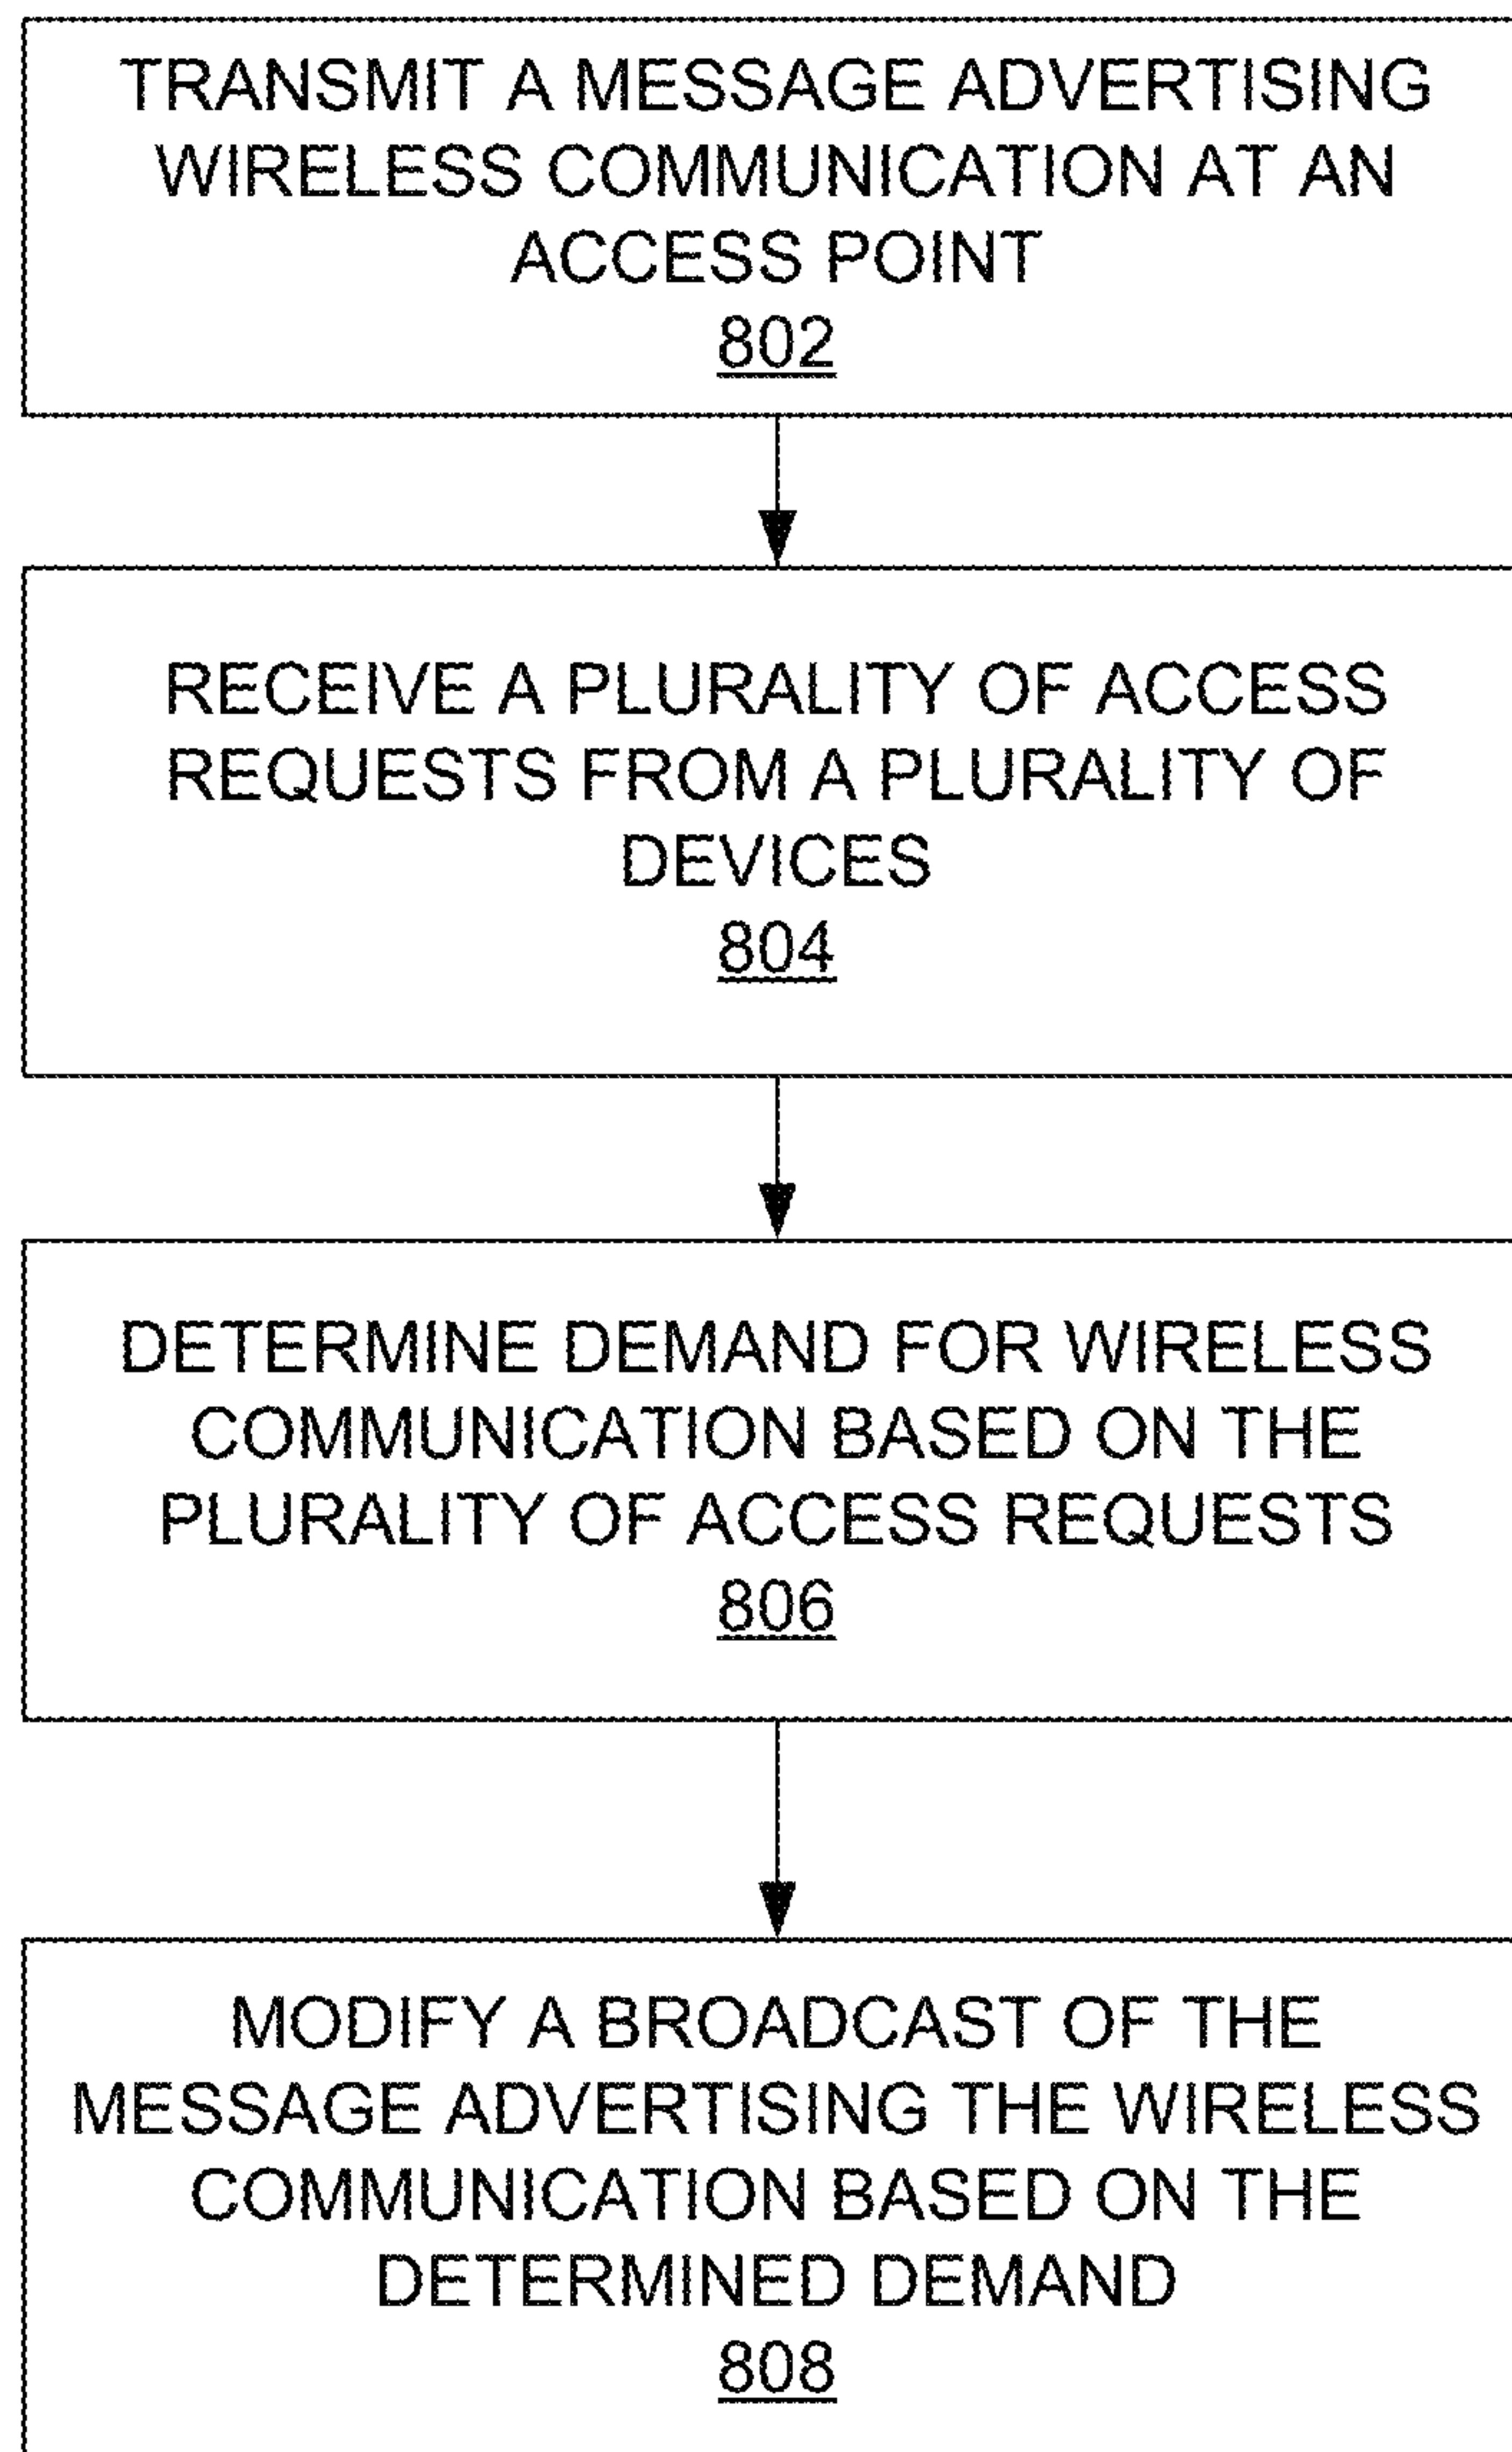 TRANSMIT A MESSAGE ADVERTISING
WIRELESS COMMUNICATION AT AN
ACCESS POINT
802
RECEIVE A PLURALITY OF ACCESS
REQUESTS FROM A PLURALITY OF
DEVICES
804
DETERMINE DEMAND FOR WIRELESS
COMMUNICATION BASED ON THE
PLURALITY OF ACCESS REQUESTS
806
MODIFY A BROADCAST OF THE
MESSAGE ADVERTISING THE WIRELESS
COMMUNICATION BASED ON THE
DETERMINED DEMAND
808